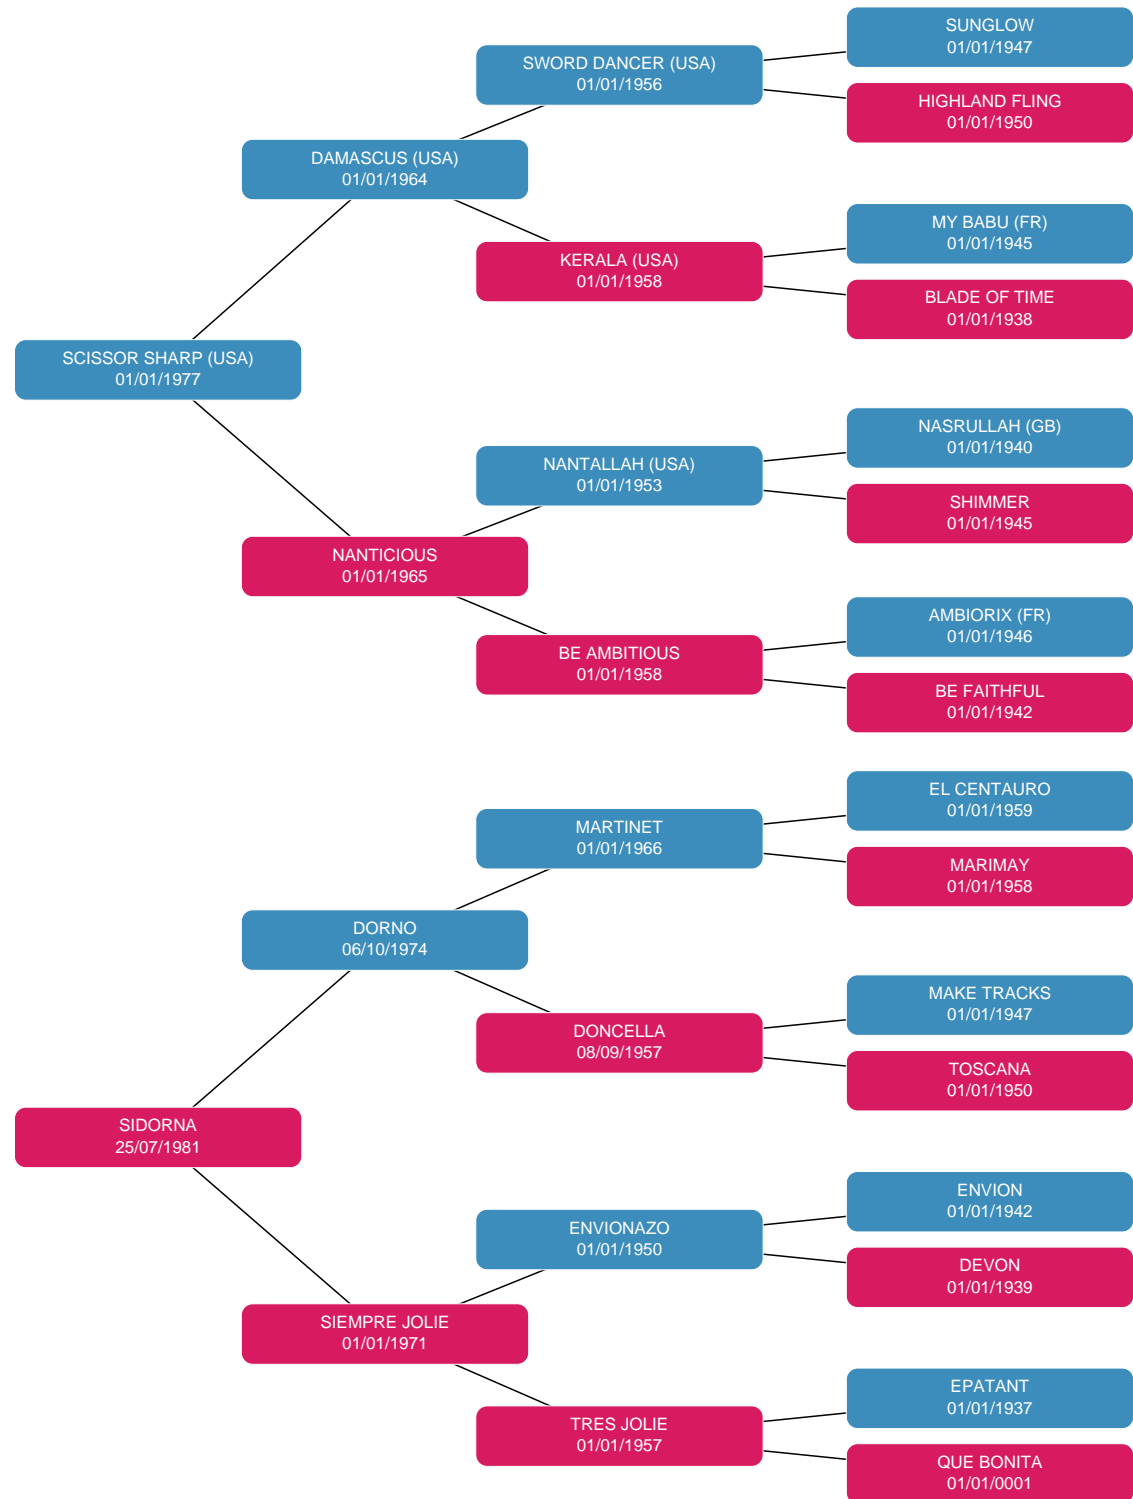 SUNGLOW
01/01/1947
SWORD DANCER (USA)
01/01/1956
HIGHLAND FLING
01/01/1950
DAMASCUS (USA)
01/01/1964
MY BABU (FR)
01/01/1945
KERALA (USA)
01/01/1958
BLADE OF TIME
01/01/1938
SCISSOR SHARP (USA)
01/01/1977
NASRULLAH (GB)
01/01/1940
NANTALLAH (USA)
01/01/1953
SHIMMER
01/01/1945
NANTICIOUS
01/01/1965
AMBIORIX (FR)
01/01/1946
BE AMBITIOUS
01/01/1958
BE FAITHFUL
01/01/1942
EL CENTAURO
01/01/1959
MARTINET
01/01/1966
MARIMAY
01/01/1958
DORNO
06/10/1974
MAKE TRACKS
01/01/1947
DONCELLA
08/09/1957
TOSCANA
01/01/1950
SIDORNA
25/07/1981
ENVION
01/01/1942
ENVIONAZO
01/01/1950
DEVON
01/01/1939
SIEMPRE JOLIE
01/01/1971
EPATANT
01/01/1937
TRES JOLIE
01/01/1957
QUE BONITA
01/01/0001